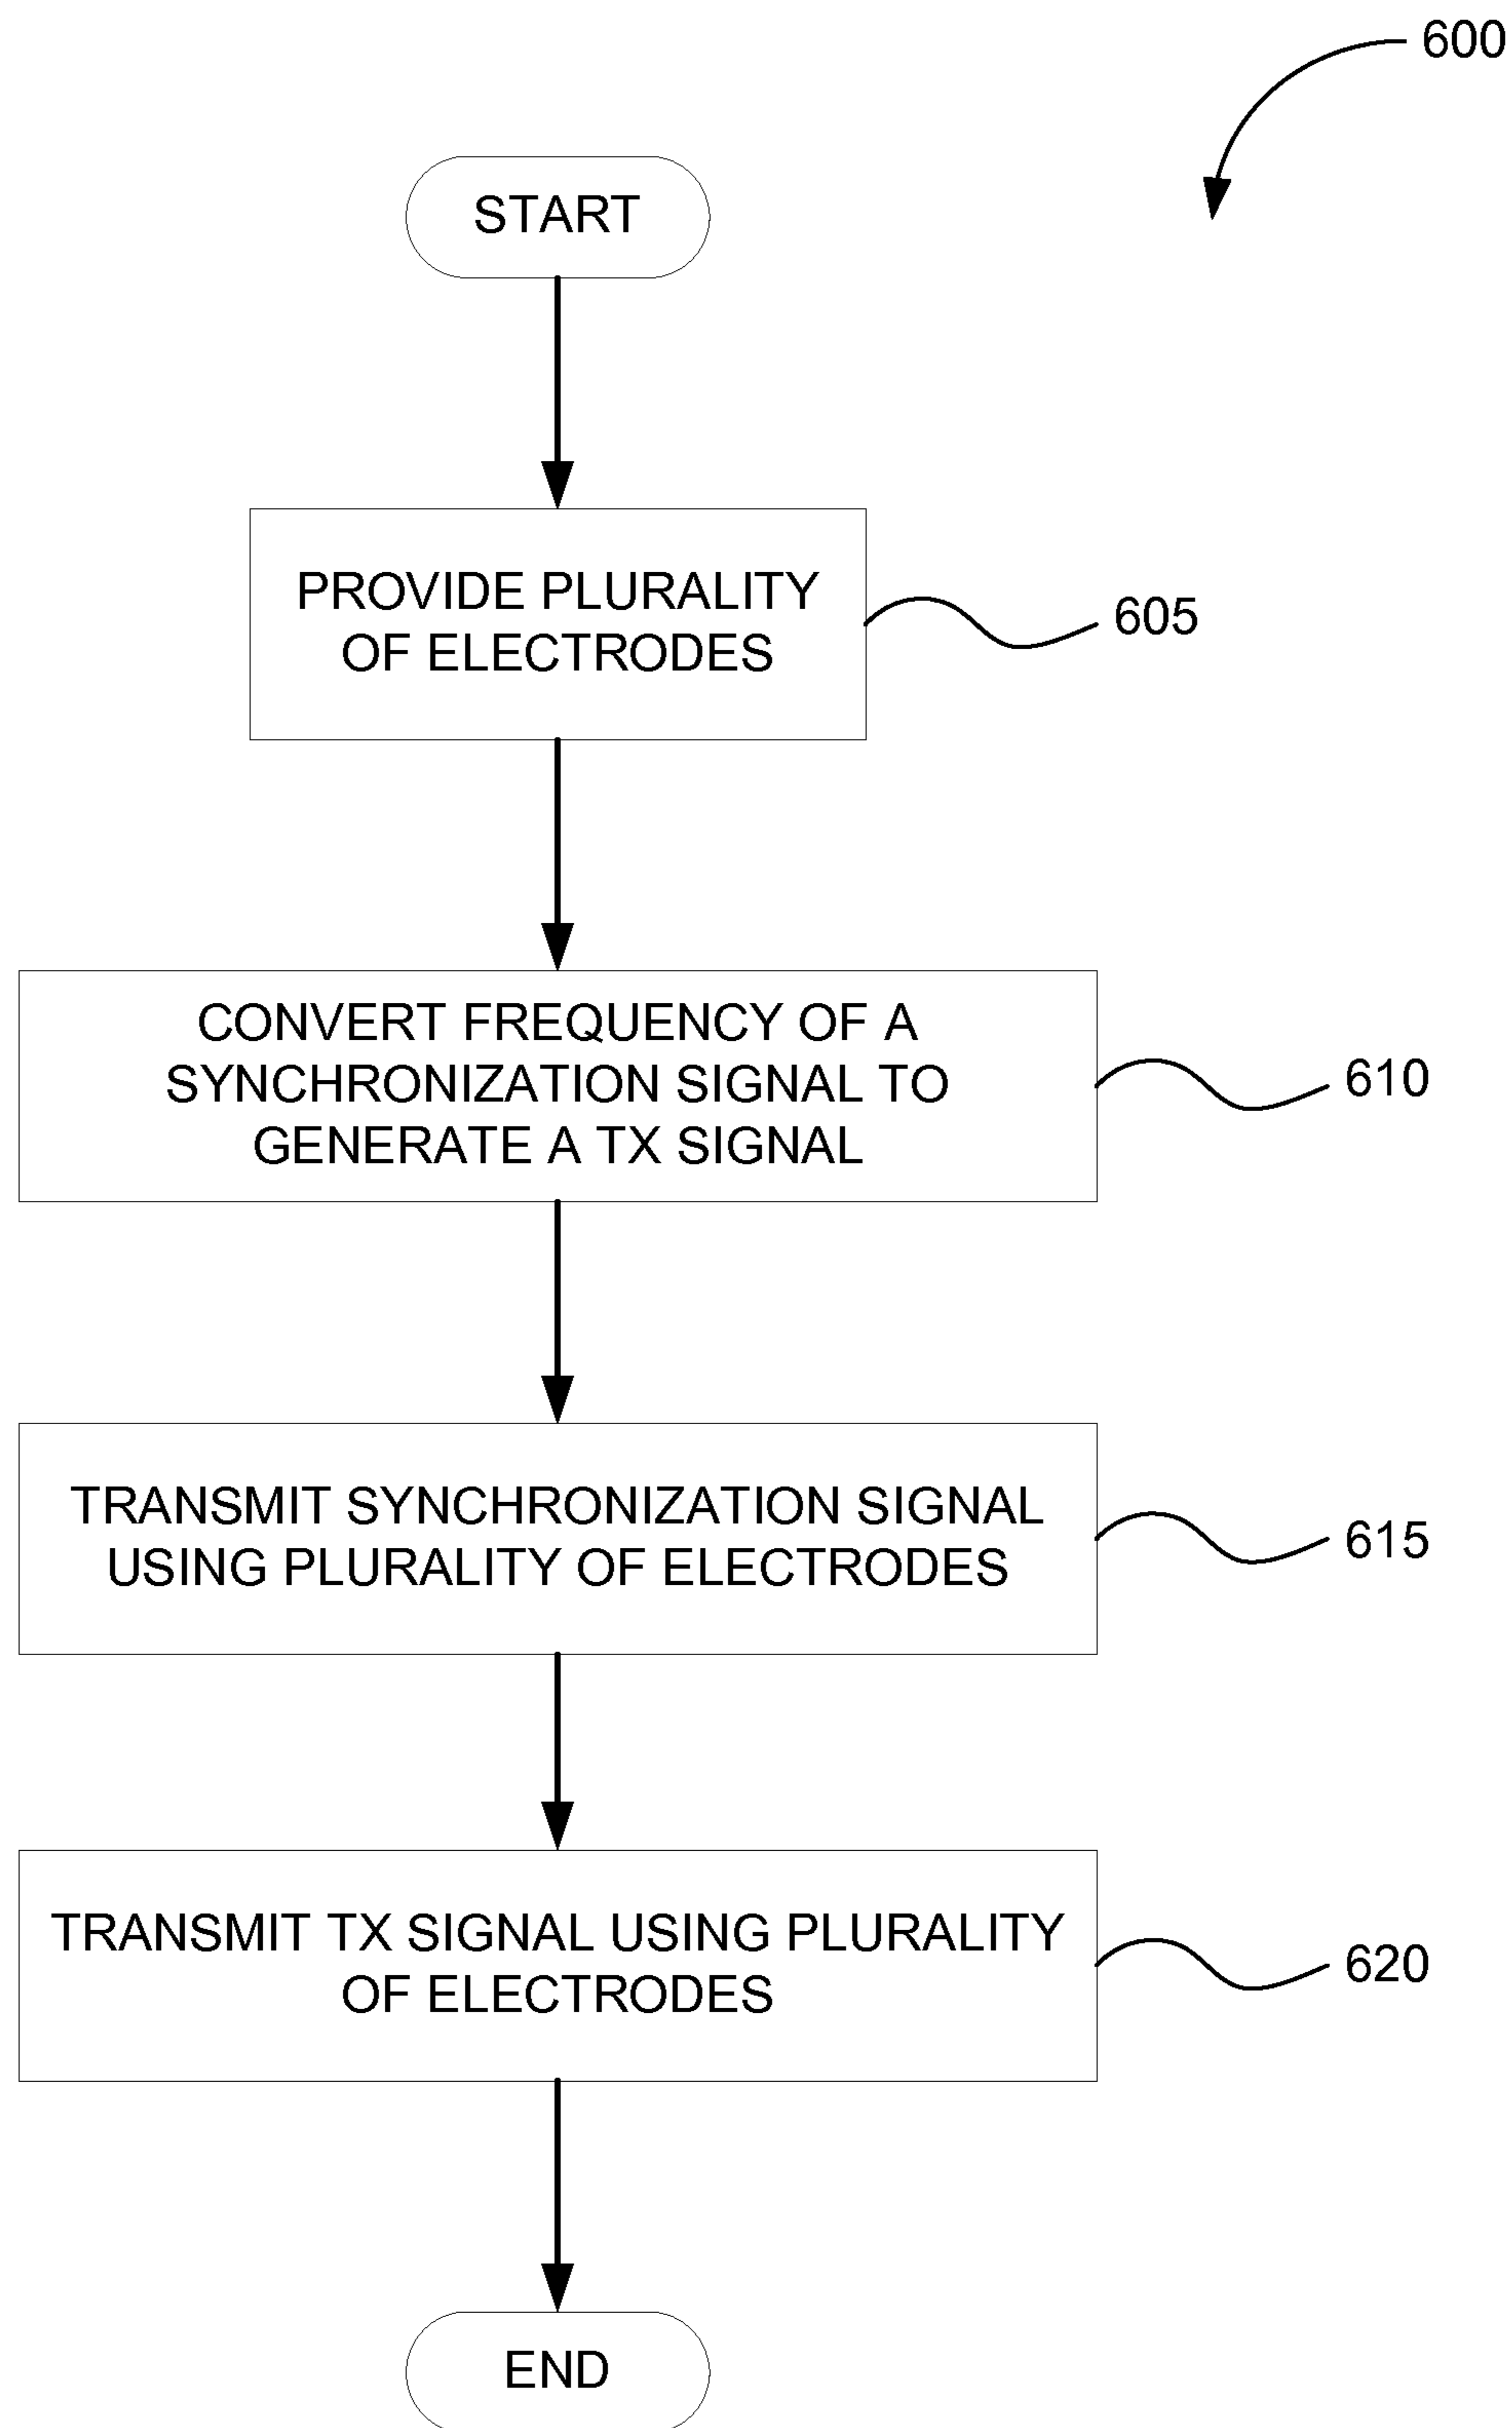 600
START
PROVIDE PLURALITY
OF ELECTRODES
605
CONVERT FREQUENCY OF A
SYNCHRONIZATION SIGNAL TO
GENERATE A TX SIGNAL
610
TRANSMIT SYNCHRONIZATION SIGNAL
USING PLURALITY OF ELECTRODES
615
TRANSMIT TX SIGNAL USING PLURALITY
OF ELECTRODES
620
END